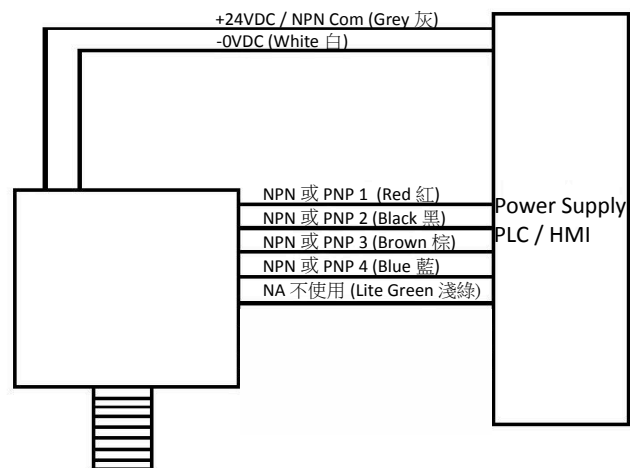 +24VDC / NPN Com (Grey 灰)
-0VDC (White 白)
NPN 或 PNP 1 (Red 紅)
NPN 或 PNP 2 (Black 黑)
NPN 或 PNP 3 (Brown 棕)
NPN 或 PNP 4 (Blue 藍)
NA 不使用 (Lite Green 淺綠)
Power Supply
PLC / HMI